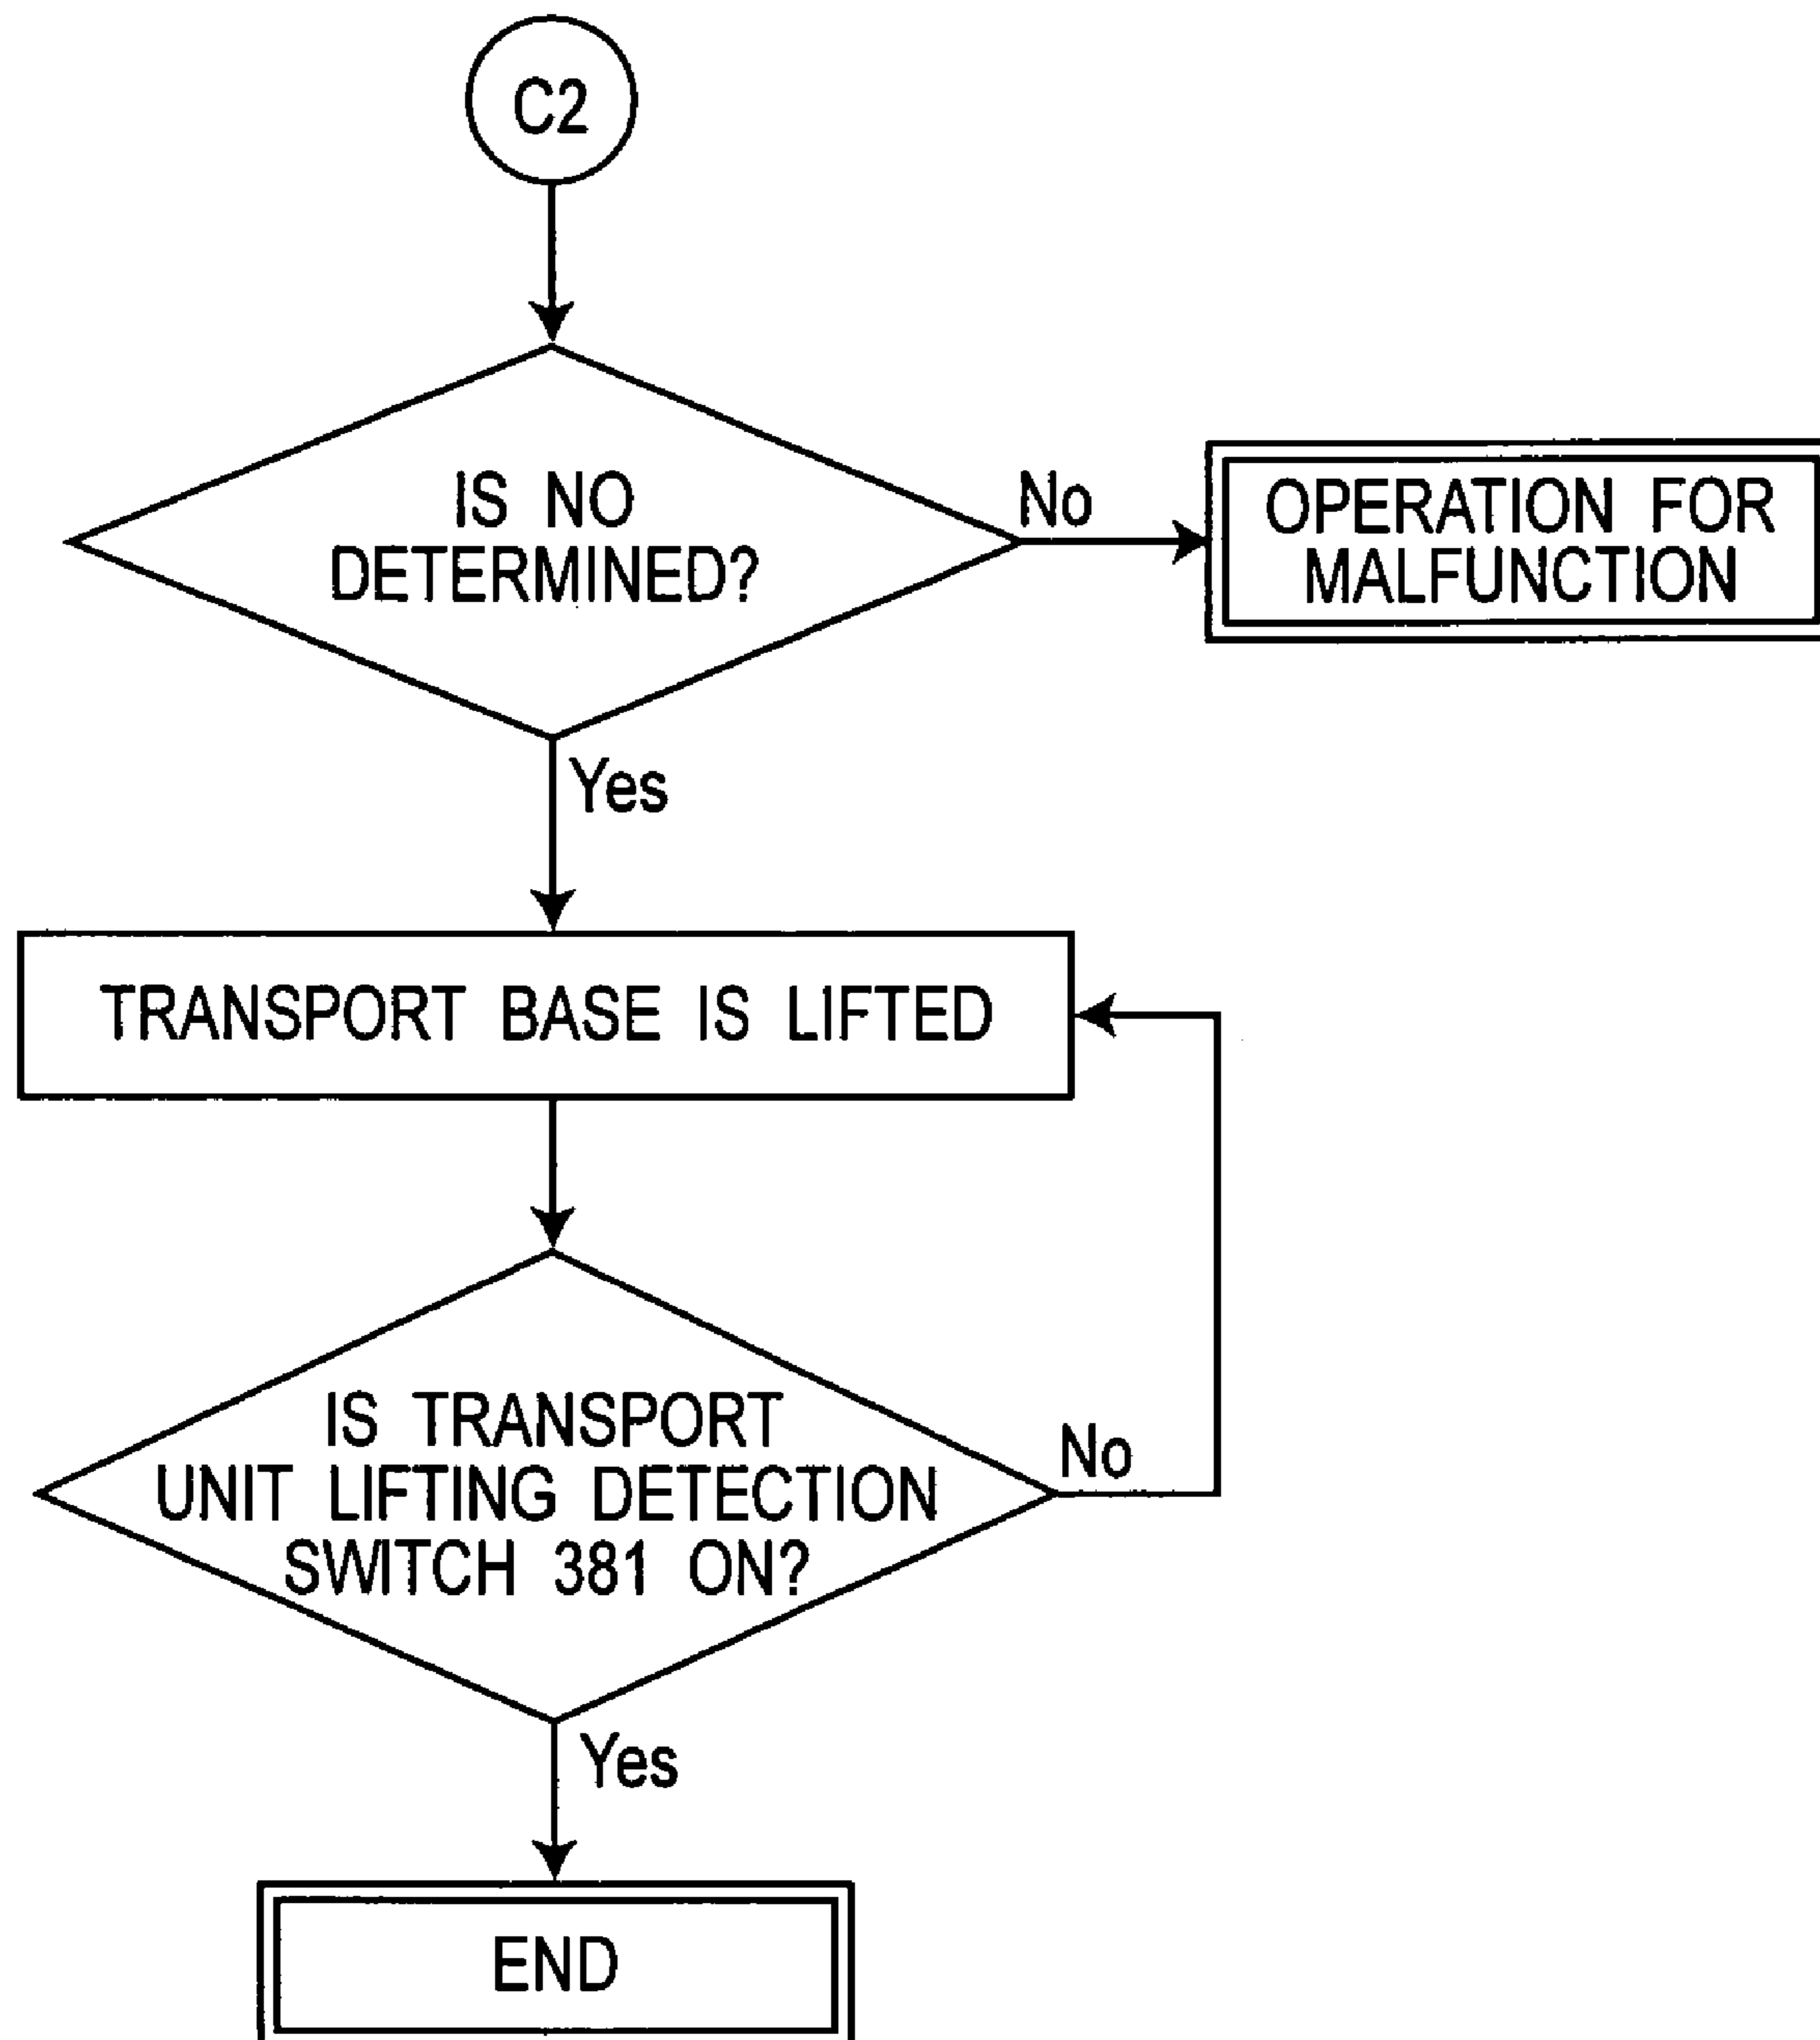 C2
IS NO
DETERMINED?
No
OPERATION FOR
MALFUNCTION
Yes
TRANSPORT BASE IS LIFTED
IS TRANSPORT
UNIT LIFTING DETECTION
SWITCH 381 ON?
No
Yes
END